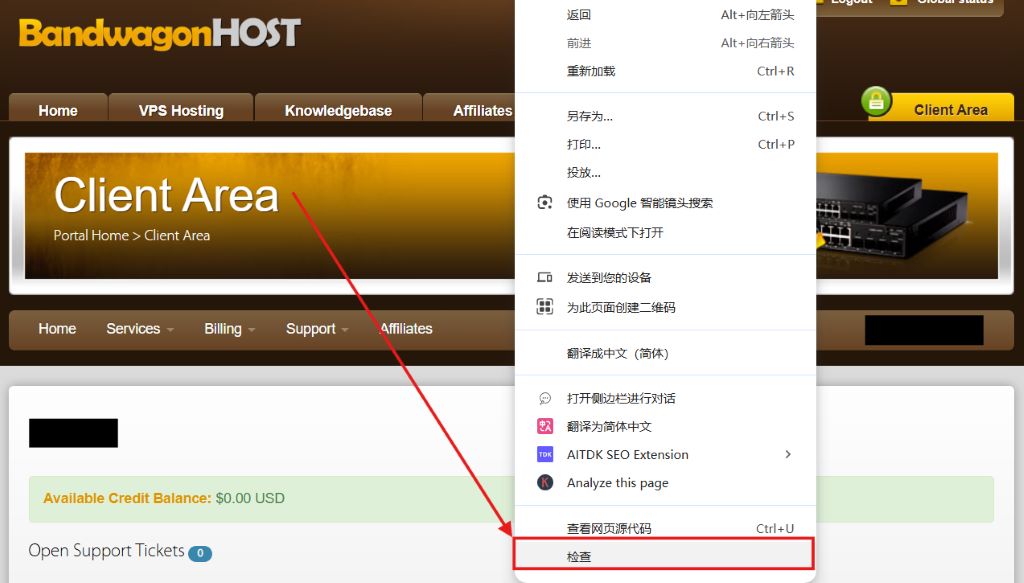 Logout
Global status
BandwagonHOST
Home
VPS Hosting
Knowledgebase
Affiliates
Client Area
Client Area
Portal Home > Client Area
Home
Services
Billing
Support
Affiliates
Available Credit Balance: $0.00 USD
Open Support Tickets 0
返回 Alt+向左箭头
前进 Alt+向右箭头
重新加载 Ctrl+R
另存为... Ctrl+S
打印... Ctrl+P
投放...
使用 Google 智能镜头搜索
在阅读模式下打开
发送到您的设备
为此页面创建二维码
翻译成中文（简体）
打开侧边栏进行对话
中A 翻译为简体中文
TDK AITDK SEO Extension
K Analyze this page
查看网页源代码 Ctrl+U
检查